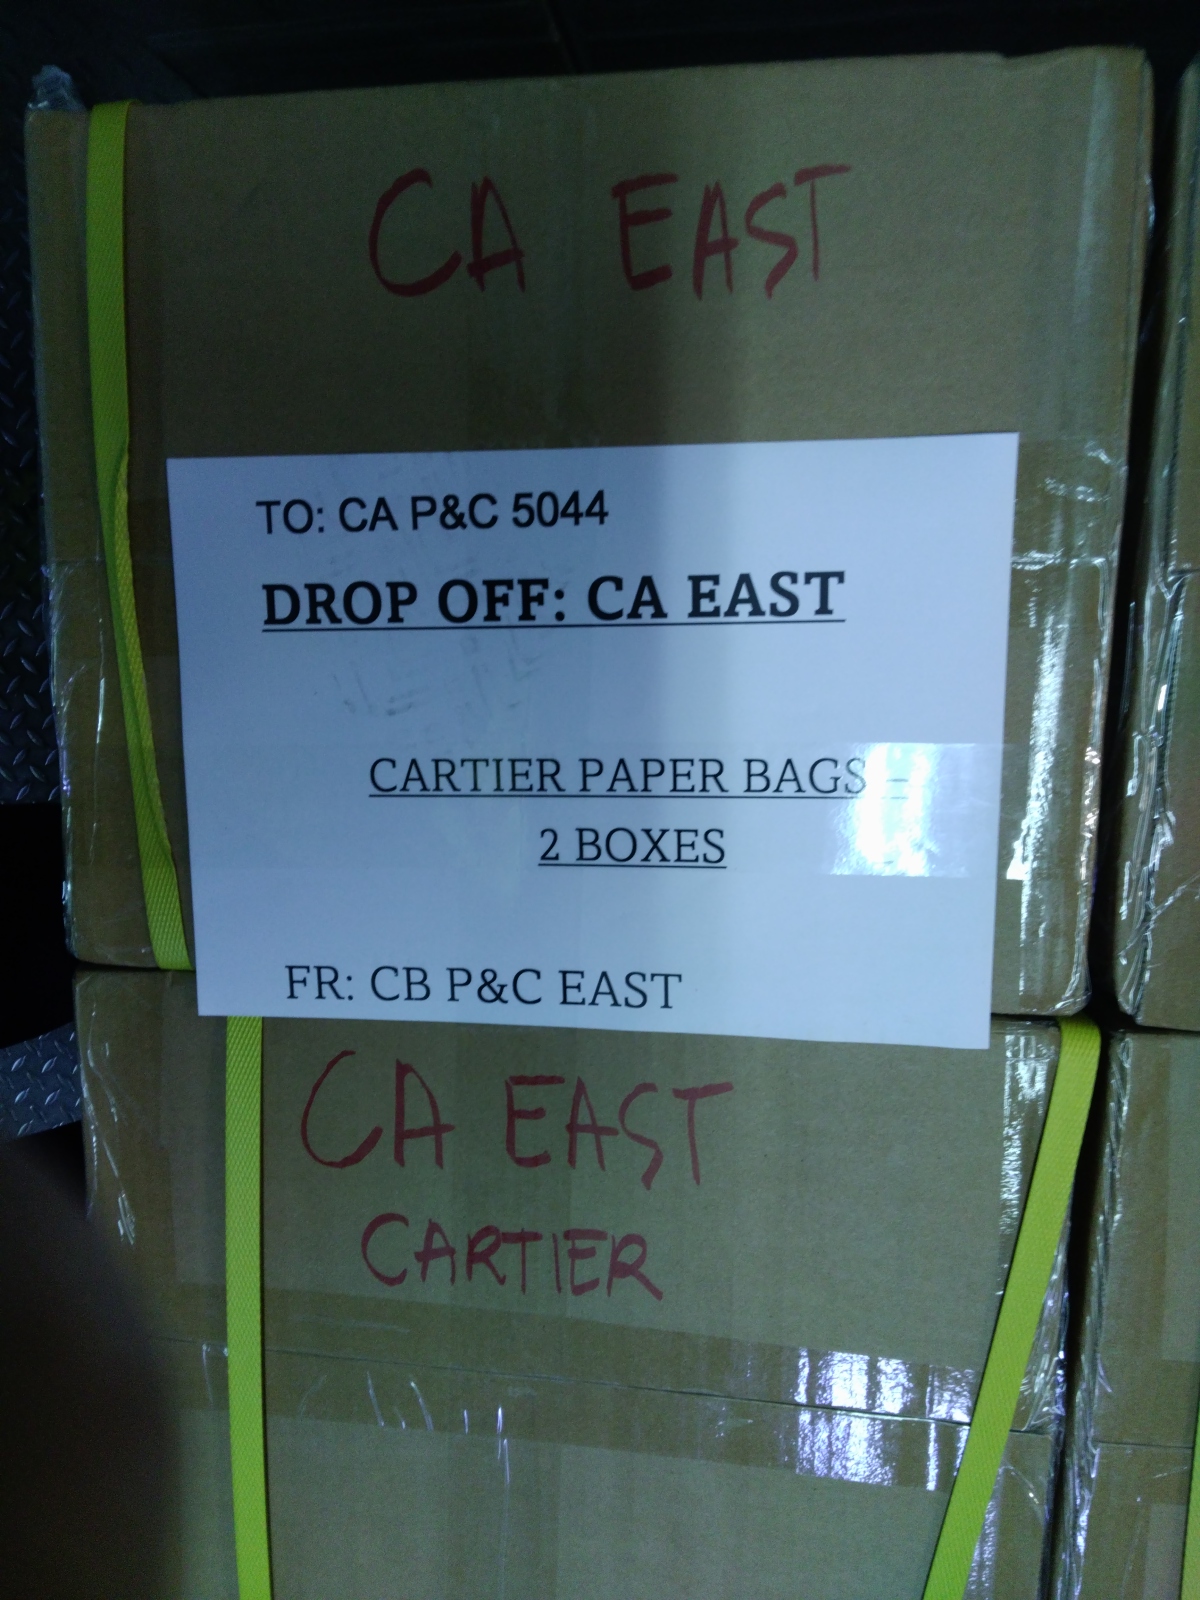 CA EAST
TO: CA P&C 5044
DROP OFF: CA EAST
CARTIER PAPER BAGS –
2 BOXES
FR: CB P&C EAST
CA EAST
CARTIER